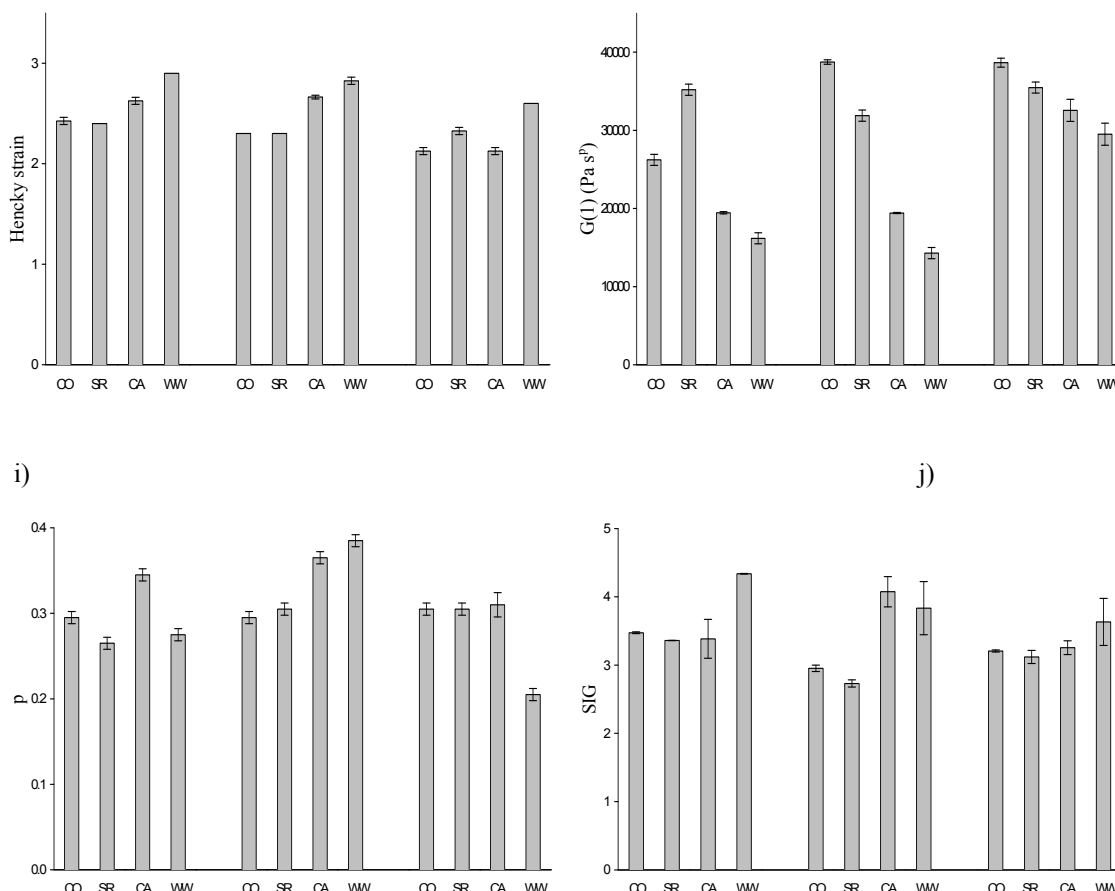 3
2
1
0
Hencky strain
CO SR CA WW CO SR CA WW CO SR CA WW
40000
30000
20000
10000
0
G(1) (Pa s^p)
CO SR CA WW CO SR CA WW CO SR CA WW
i)
j)
0.4
0.3
0.2
0.1
0.0
p
CO SR CA WW CO SR CA WW CO SR CA WW
5
4
3
2
1
0
SIG
CO SR CA WW CO SR CA WW CO SR CA WW